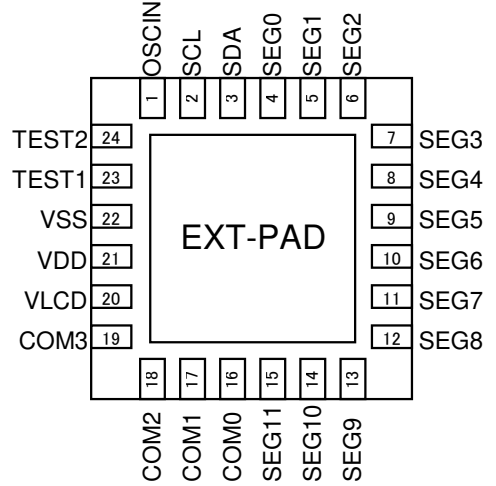 OSCIN SCL SDA SEG0 SEG1 SEG2
1 2 3 4 5 6
TEST2 24 7 SEG3
TEST1 23 8 SEG4
VSS 22 9 SEG5
EXT-PAD
VDD 21 10 SEG6
VLCD 20 11 SEG7
COM3 19 12 SEG8
18 17 16 15 14 13
COM2 COM1 COM0 SEG11 SEG10 SEG9